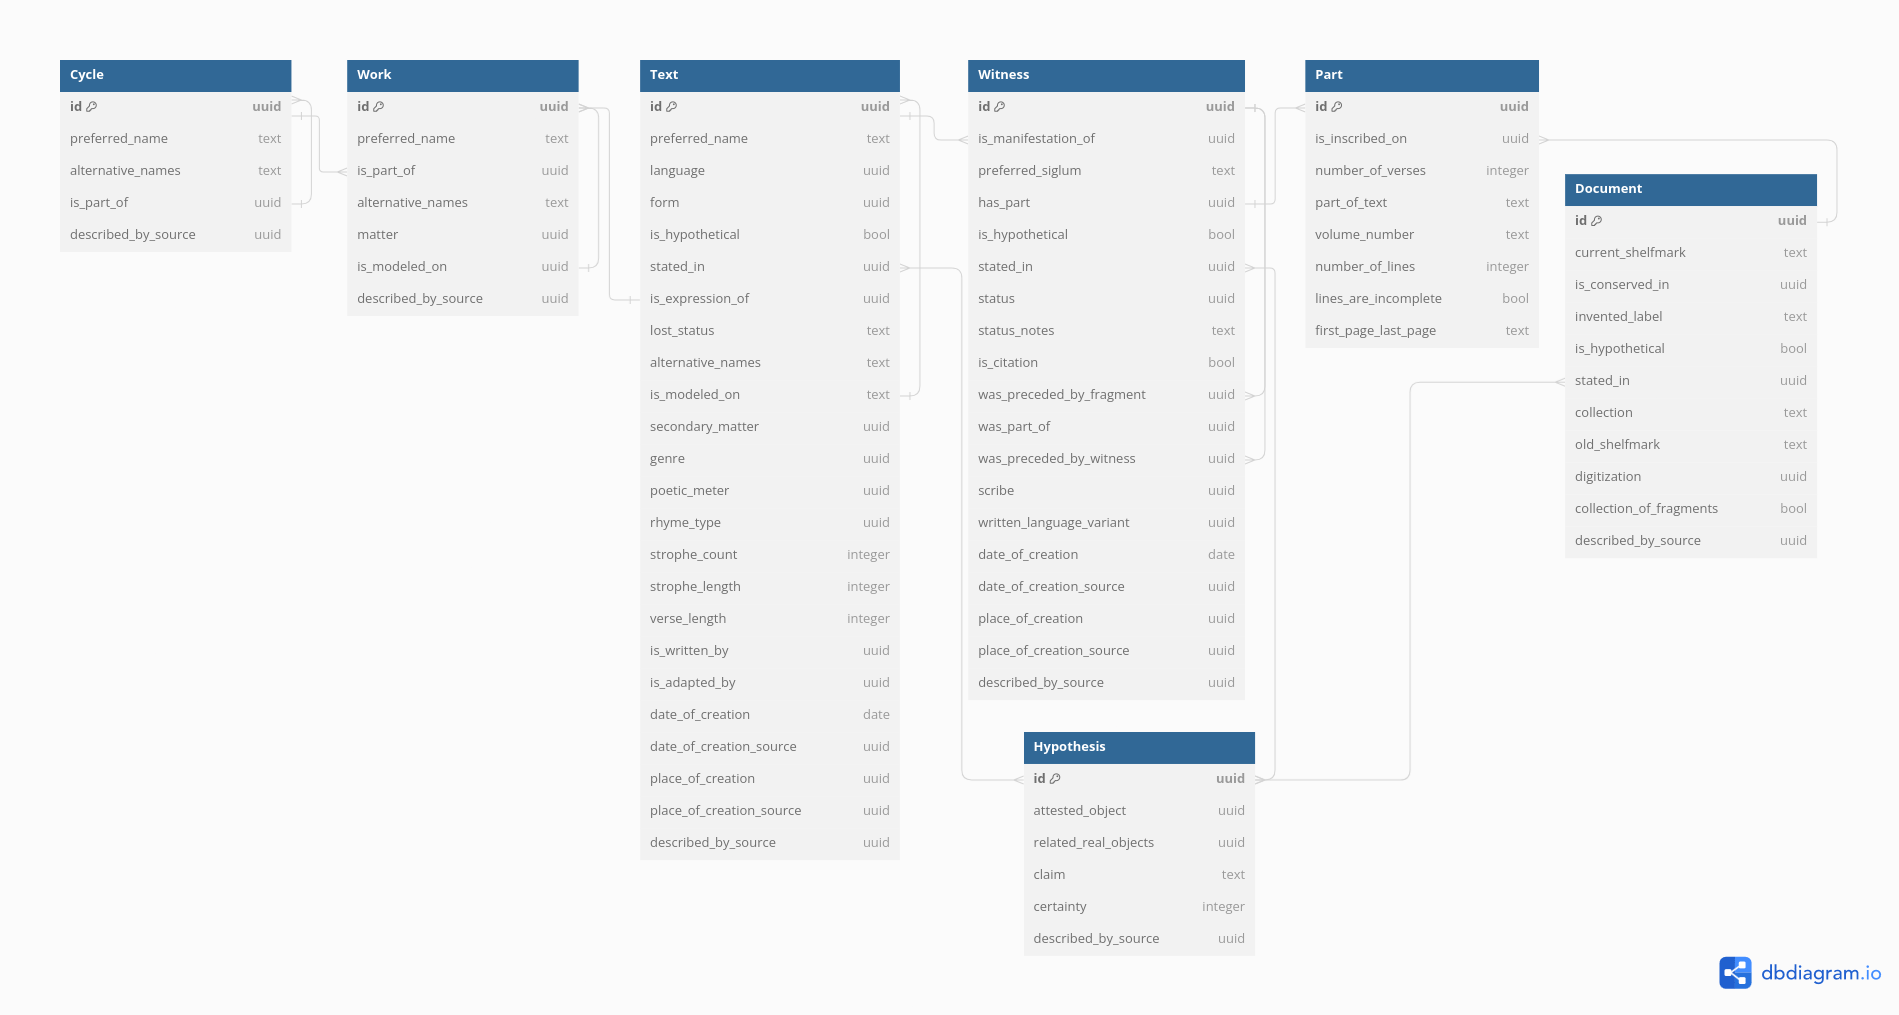 Cycle
id uuid
preferred_name text
alternative_names text
is_part_of uuid
described_by_source uuid
Work
id uuid
preferred_name text
is_part_of uuid
alternative_names text
matter uuid
is_modeled_on uuid
described_by_source uuid
Text
id uuid
preferred_name text
language uuid
form uuid
is_hypothetical bool
stated_in uuid
is_expression_of uuid
lost_status text
alternative_names text
is_modeled_on text
secondary_matter uuid
genre uuid
poetic_meter uuid
rhyme_type uuid
strophe_count integer
strophe_length integer
verse_length integer
is_written_by uuid
is_adapted_by uuid
date_of_creation date
date_of_creation_source uuid
place_of_creation uuid
place_of_creation_source uuid
described_by_source uuid
Witness
id uuid
is_manifestation_of uuid
preferred_siglum text
has_part uuid
is_hypothetical bool
stated_in uuid
status uuid
status_notes text
is_citation bool
was_preceded_by_fragment uuid
was_part_of uuid
was_preceded_by_witness uuid
scribe uuid
written_language_variant uuid
date_of_creation date
date_of_creation_source uuid
place_of_creation uuid
place_of_creation_source uuid
described_by_source uuid
Part
id uuid
is_inscribed_on uuid
number_of_verses integer
part_of_text text
volume_number text
number_of_lines integer
lines_are_incomplete bool
first_page_last_page text
Document
id uuid
current_shelfmark text
is_conserved_in uuid
invented_label text
is_hypothetical bool
stated_in uuid
collection text
old_shelfmark text
digitization uuid
collection_of_fragments bool
described_by_source uuid
Hypothesis
id uuid
attested_object uuid
related_real_objects uuid
claim text
certainty integer
described_by_source uuid
dbdiagram.io